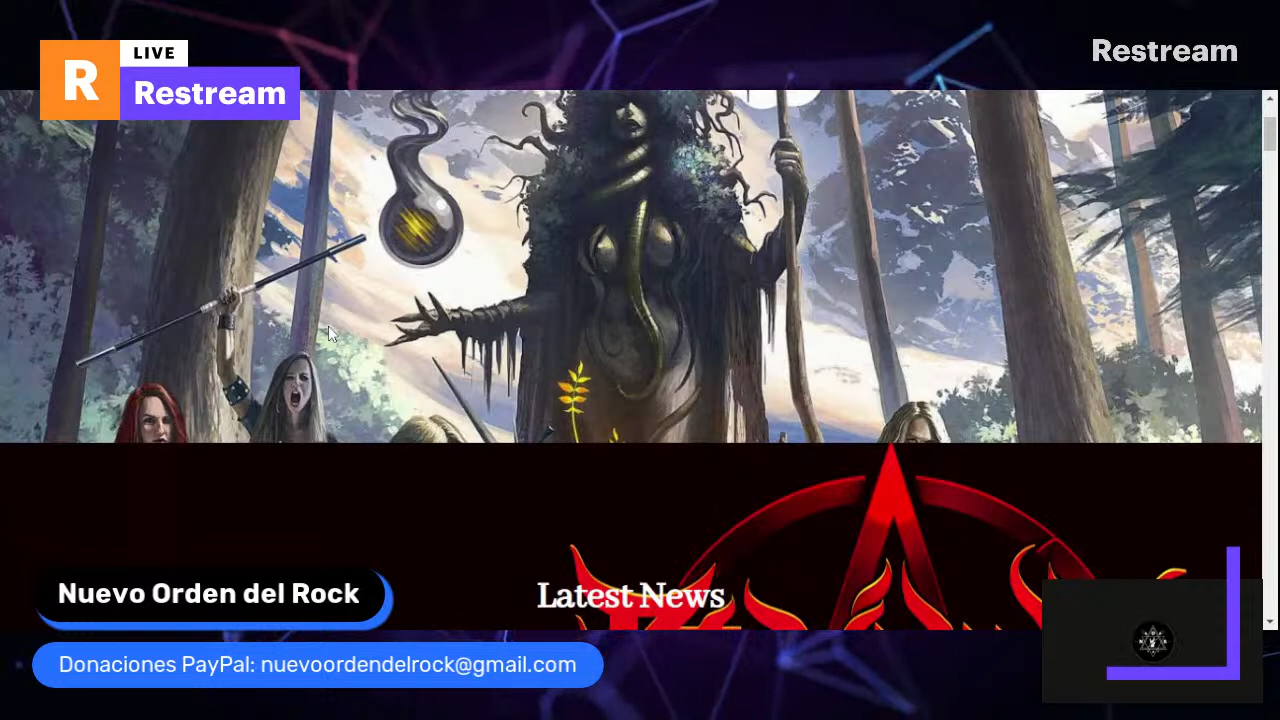 R
LIVE
Restream
Restream
Latest News
Nuevo Orden del Rock
Donaciones PayPal: nuevoordendelrock@gmail.com